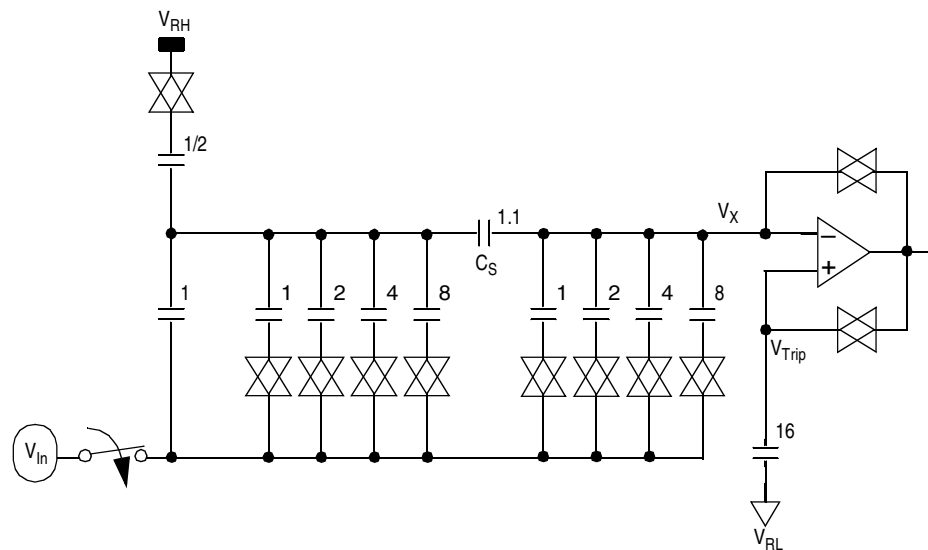 V_RH
1/2
1.1
V_X
C_S
1 1 2 4 8 1 2 4 8
−
+
V_Trip
V_In
16
V_RL